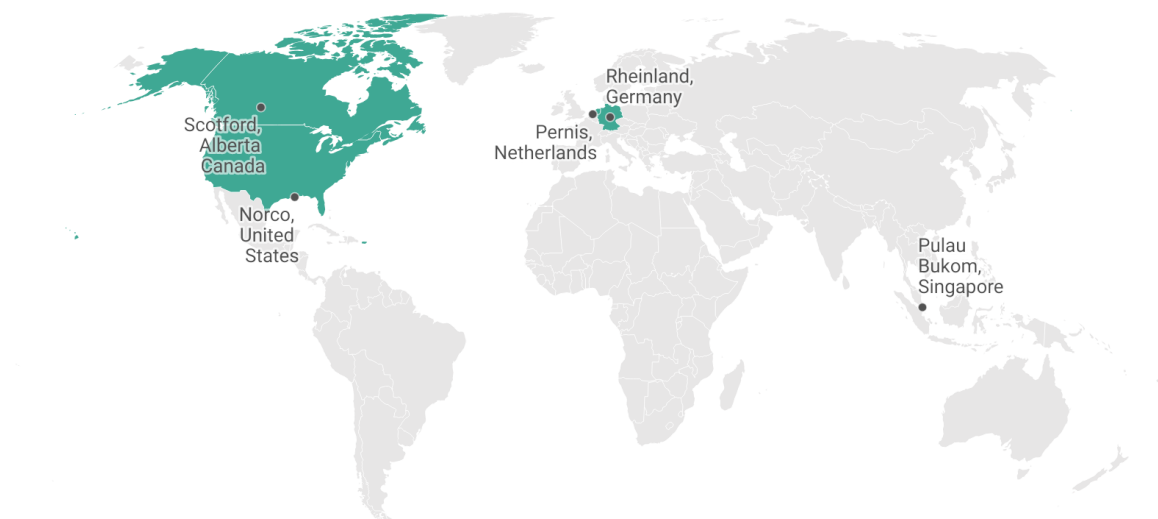 Rheinland,
Germany
Pernis,
Netherlands
Scotford,
Alberta
Canada
Norco,
United
States
Pulau
Bukom,
Singapore